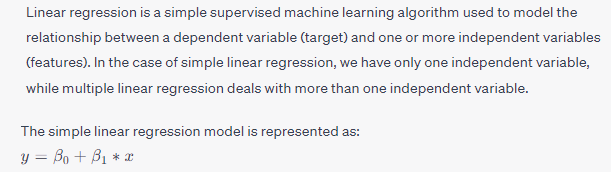 Linear regression is a simple supervised machine learning algorithm used to model the
relationship between a dependent variable (target) and one or more independent variables
(features). In the case of simple linear regression, we have only one independent variable,
while multiple linear regression deals with more than one independent variable.
The simple linear regression model is represented as:
y = β₀ + β₁ * x